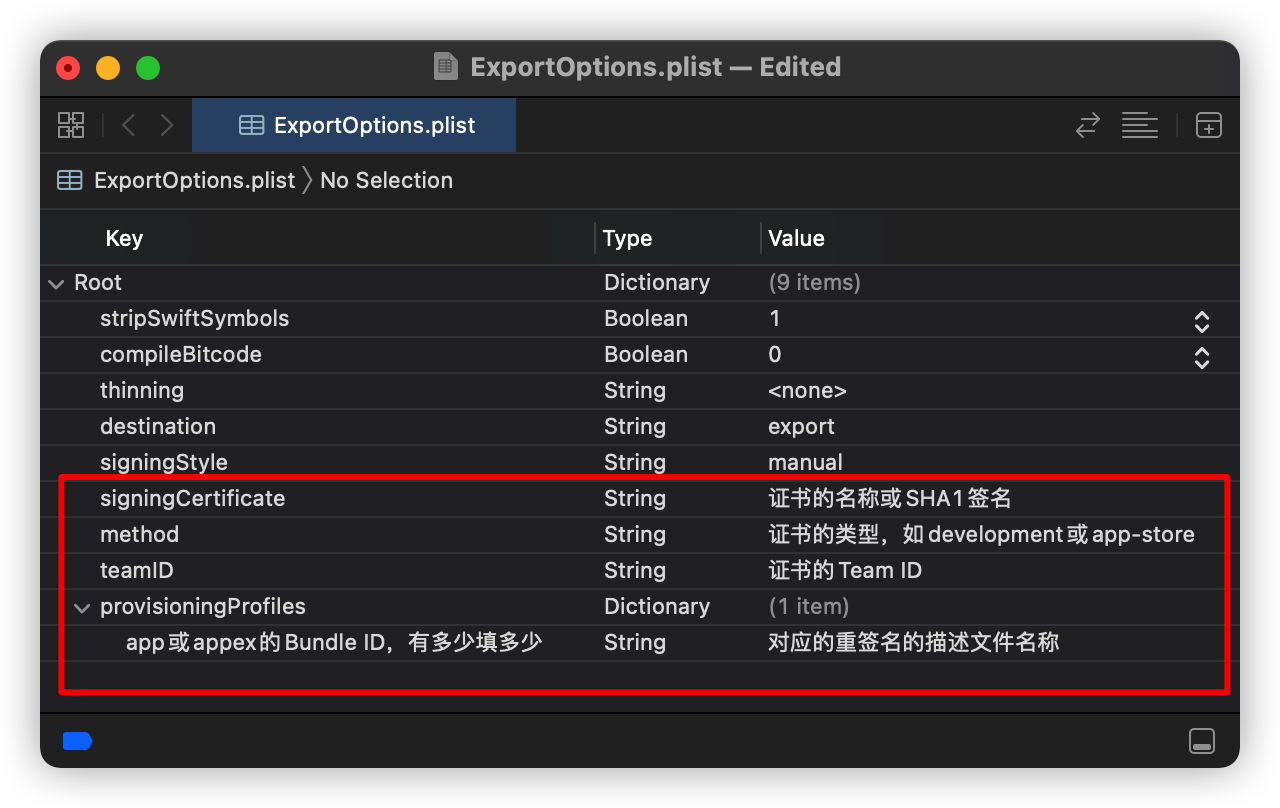 ExportOptions.plist — Edited
ExportOptions.plist
ExportOptions.plist 〉 No Selection
Key Type Value
Root Dictionary (9 items)
stripSwiftSymbols Boolean 1
compileBitcode Boolean 0
thinning String <none>
destination String export
signingStyle String manual
signingCertificate String 证书的名称或SHA1签名
method String 证书的类型，如development或app-store
teamID String 证书的Team ID
provisioningProfiles Dictionary (1 item)
app或appex的Bundle ID，有多少填多少 String 对应的重签名的描述文件名称